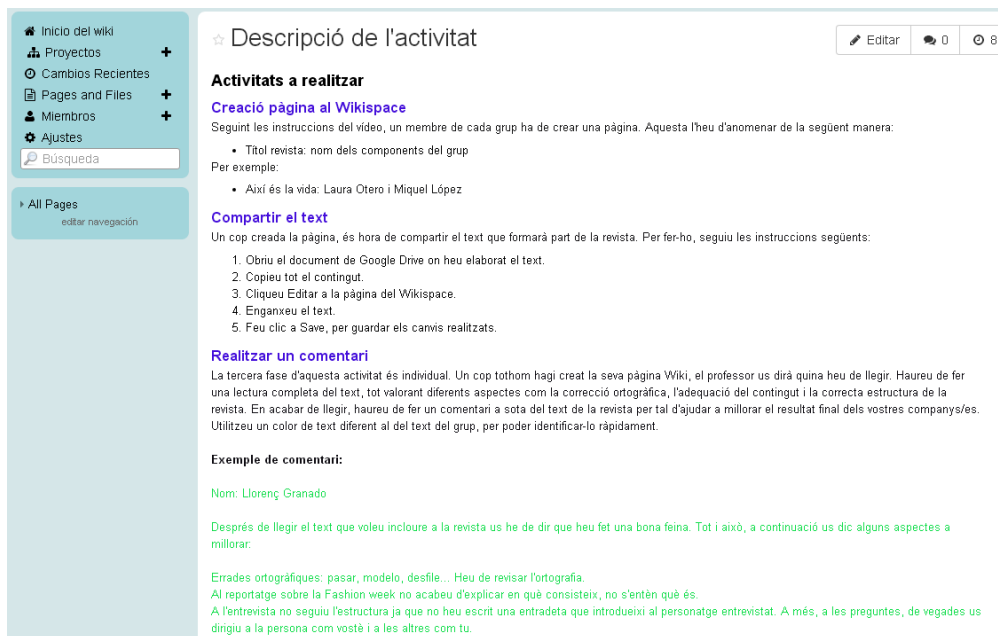 Inicio del wiki
Proyectos
Cambios Recientes
Pages and Files
Miembros
Ajustes
Búsqueda
All Pages
editar navegación
Descripció de l'activitat
Editar
0
8
Activitats a realitzar
Creació pàgina al Wikispace
Seguint les instruccions del vídeo, un membre de cada grup ha de crear una pàgina. Aquesta l'heu d'anomenar de la següent manera:
• Títol revista: nom dels components del grup
Per exemple:
• Així és la vida: Laura Otero i Miquel López
Compartir el text
Un cop creada la pàgina, és hora de compartir el text que formarà part de la revista. Per fer-ho, seguiu les instruccions següents:
1. Obriu el document de Google Drive on heu elaborat el text.
2. Copieu tot el contingut.
3. Cliqueu Editar a la pàgina del Wikispace.
4. Enganxeu el text.
5. Feu clic a Save, per guardar els canvis realitzats.
Realitzar un comentari
La tercera fase d'aquesta activitat és individual. Un cop tothom hagi creat la seva pàgina Wiki, el professor us dirà quina heu de llegir. Haureu de fer
una lectura completa del text, tot valorant diferents aspectes com la correcció ortogràfica, l'adequació del contingut i la correcta estructura de la
revista. En acabar de llegir, haureu de fer un comentari a sota del text de la revista per tal d'ajudar a millorar el resultat final dels vostres companys/es.
Utilitzeu un color de text diferent al del text del grup, per poder identificar-lo ràpidament.
Exemple de comentari:
Nom: Llorenç Granado
Després de llegir el text que voleu incloure a la revista us he de dir que heu fet una bona feina. Tot i això, a continuació us dic alguns aspectes a
millorar:
Errades ortogràfiques: pasar, modelo, desfile... Heu de revisar l'ortografia.
Al reportatge sobre la Fashion week no acabeu d'explicar en què consisteix, no s'entèn què és.
A l'entrevista no seguiu l'estructura ja que no heu escrit una entradeta que introdueixi al personatge entrevistat. A més, a les preguntes, de vegades us
dirigiu a la persona com vostè i a les altres com tu.